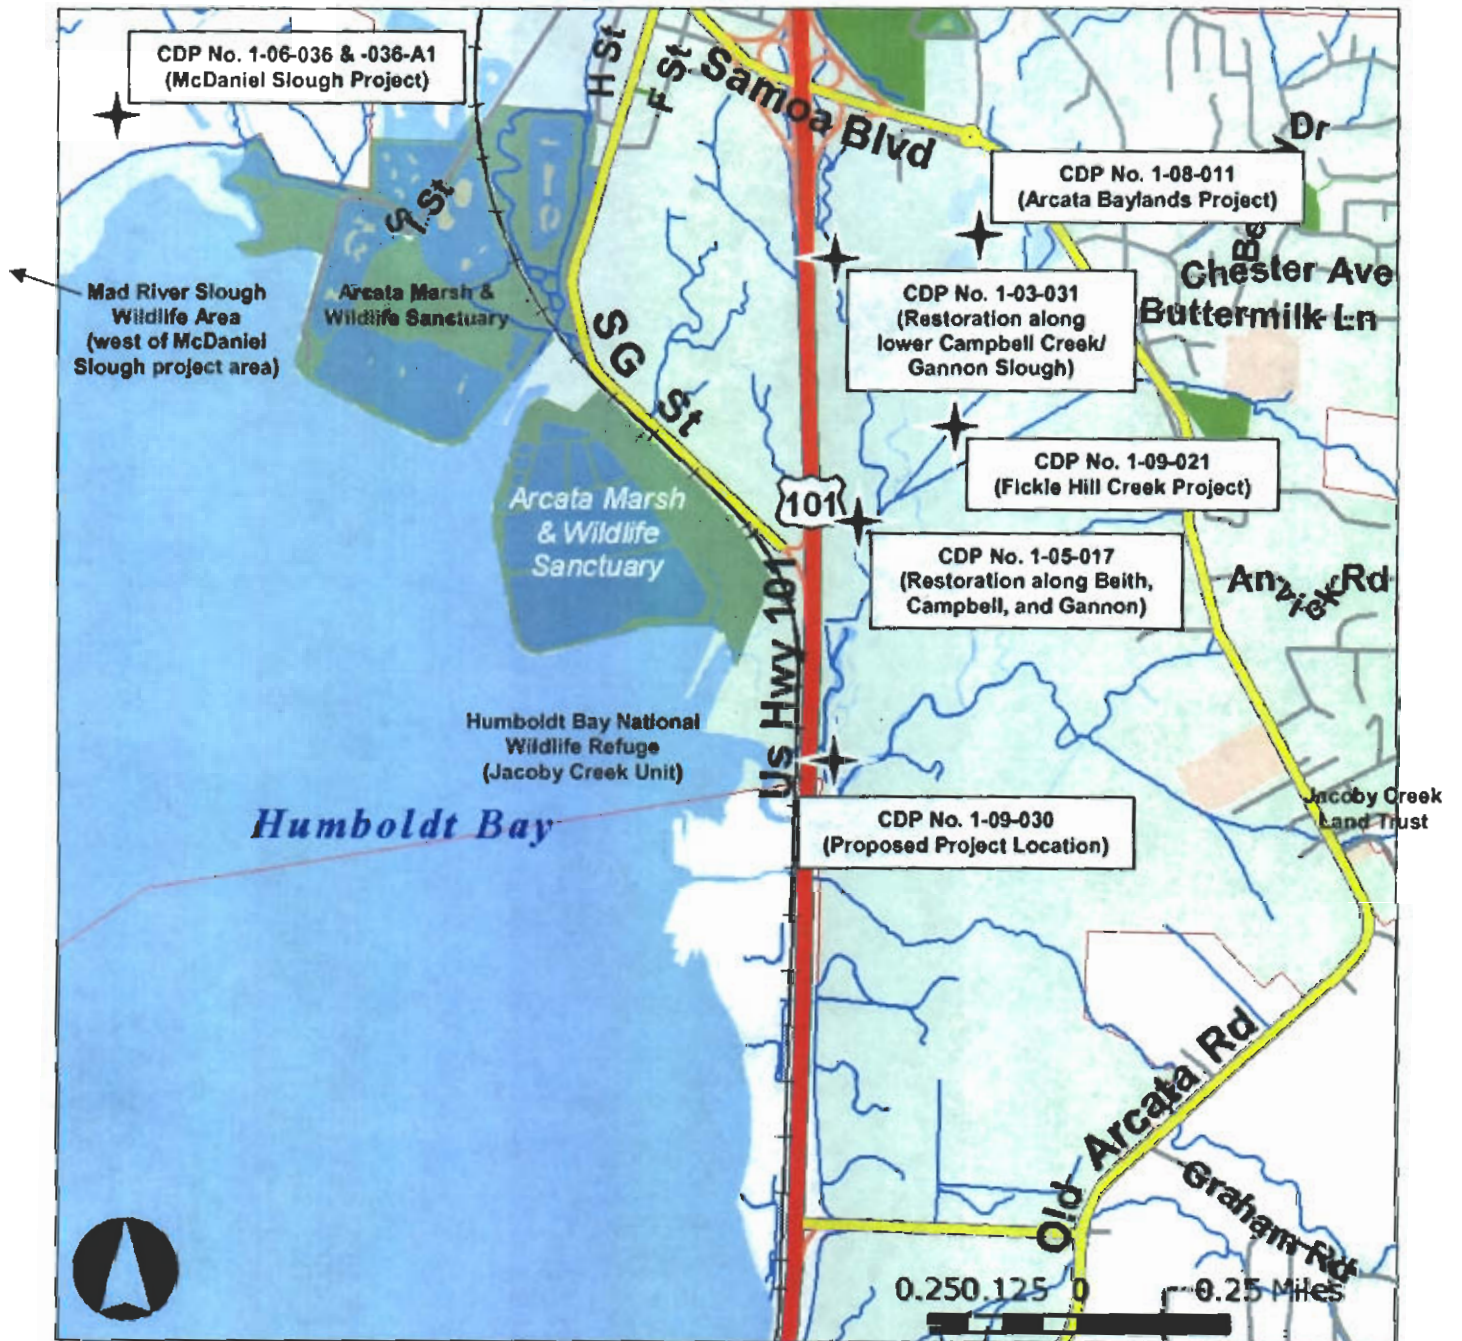 CDP No. 1-06-036 & -036-A1
(McDaniel Slough Project)
H St
F St
Samoa Blvd
Dr
CDP No. 1-08-011
(Arcata Baylands Project)
Chester Ave
Buttermilk Ln
Mad River Slough
Wildlife Area
(west of McDaniel
Slough project area)
Arcata Marsh &
Wildlife Sanctuary
S G St
CDP No. 1-03-031
(Restoration along
lower Campbell Creek/
Gannon Slough)
CDP No. 1-09-021
(Fickle Hill Creek Project)
Arcata Marsh
& Wildlife
Sanctuary
101
CDP No. 1-05-017
(Restoration along Beith,
Campbell, and Gannon)
Anvick Rd
Us Hwy 101
Humboldt Bay National
Wildlife Refuge
(Jacoby Creek Unit)
Humboldt Bay
Jacoby Creek
Land Trust
CDP No. 1-09-030
(Proposed Project Location)
Old Arcata Rd
Graham Rd
0.25 0.125 0 0.25 Miles